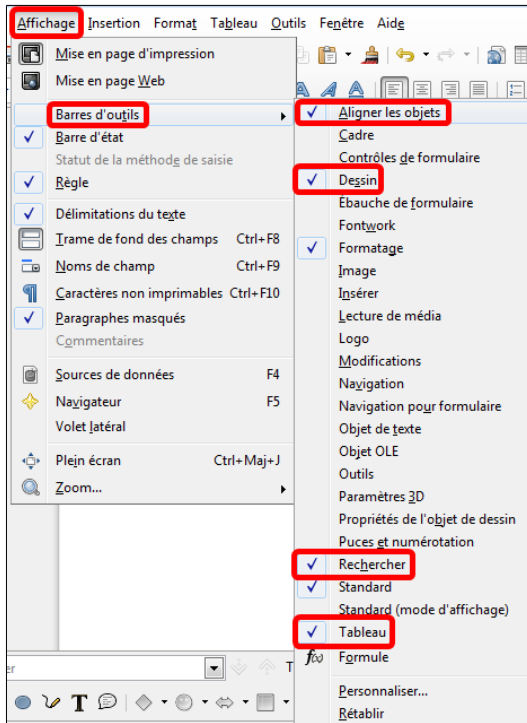 Affichage Insertion Format Tableau Outils Fenêtre Aide
Mise en page d'impression
Mise en page Web
Barres d'outils
Barre d'état
Statut de la méthode de saisie
Règle
Délimitations du texte
Trame de fond des champs Ctrl+F8
Noms de champ Ctrl+F9
Caractères non imprimables Ctrl+F10
Paragraphes masqués
Commentaires
Sources de données F4
Navigateur F5
Volet latéral
Plein écran Ctrl+Maj+J
Zoom...
Aligner les objets
Cadre
Contrôles de formulaire
Dessin
Ébauche de formulaire
Fontwork
Formatage
Image
Insérer
Lecture de média
Logo
Modifications
Navigation
Navigation pour formulaire
Objet de texte
Objet OLE
Outils
Paramètres 3D
Propriétés de l'objet de dessin
Puces et numérotation
Rechercher
Standard
Standard (mode d'affichage)
Tableau
Formule
Personnaliser...
Rétablir